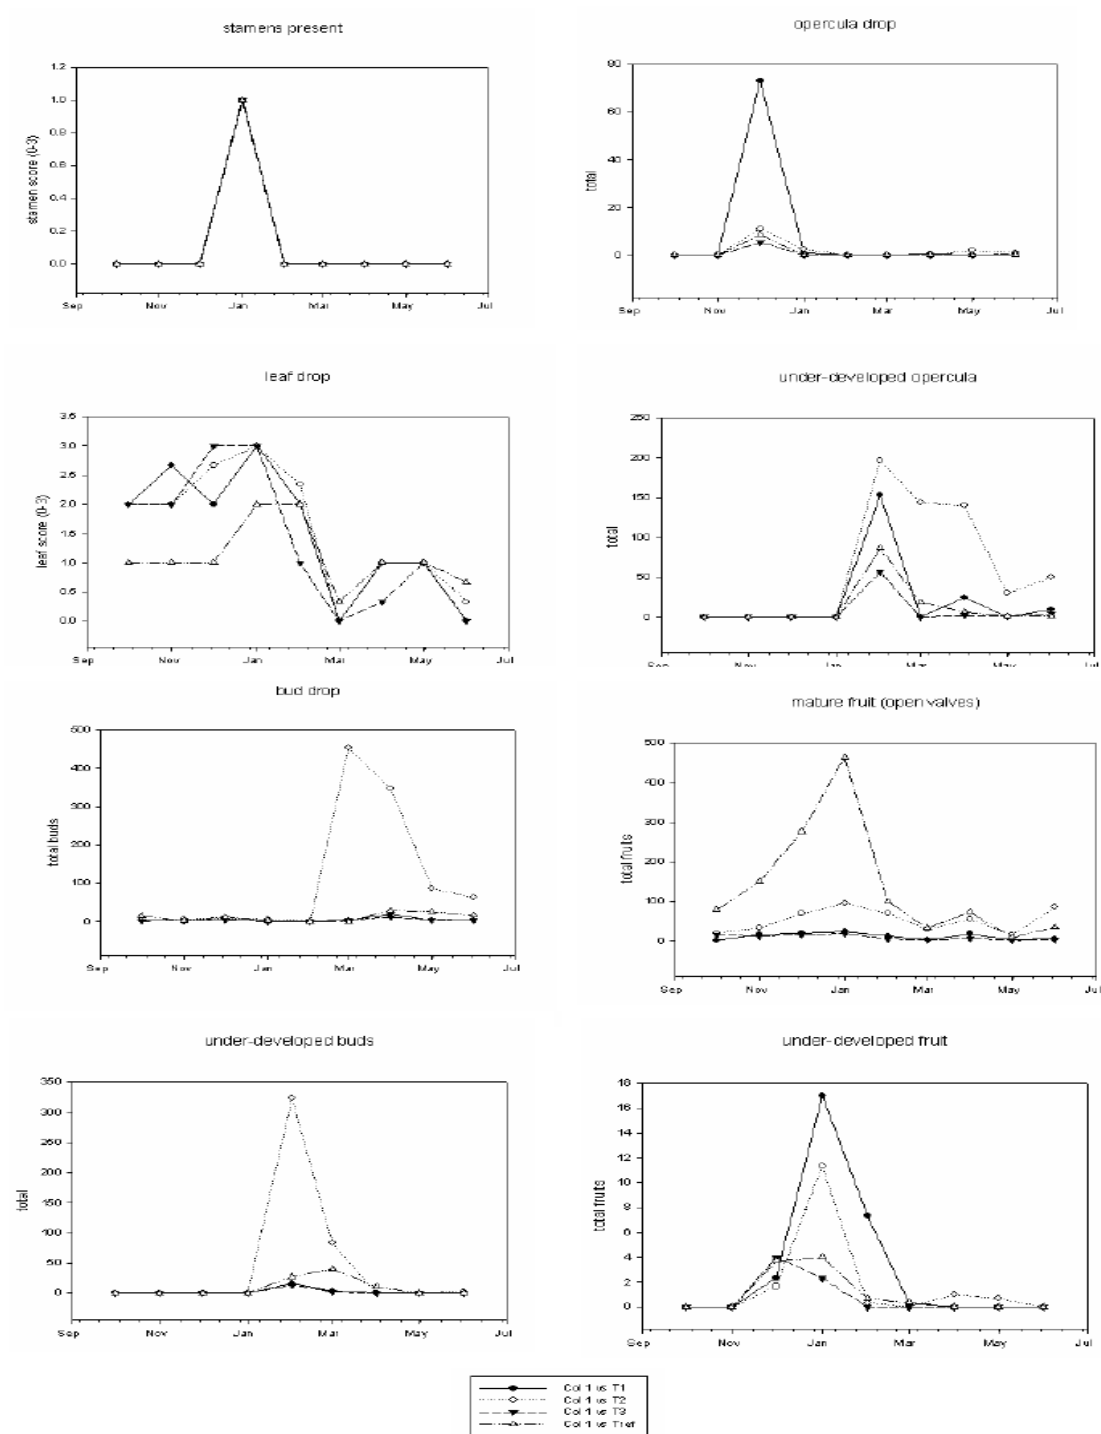 stamens present
stamen score (0-3)
1.2
1.0
0.8
0.6
0.4
0.2
0.0
Sep Nov Jan Mar May Jul
opercula drop
total
80
60
40
20
0
Sep Nov Jan Mar May Jul
leaf drop
leaf score (0-3)
3.5
3.0
2.5
2.0
1.5
1.0
0.5
0.0
Sep Nov Jan Mar May Jul
under-developed opercula
total
250
200
150
100
50
0
Sep Nov Jan Mar May Jul
bud drop
total buds
500
400
300
200
100
0
Sep Nov Jan Mar May Jul
mature fruit (open valves)
total fruits
500
400
300
200
100
0
Sep Nov Jan Mar May Jul
under-developed buds
total
350
300
250
200
150
100
50
0
Sep Nov Jan Mar May Jul
under-developed fruit
total fruits
18
16
14
12
10
8
6
4
2
0
Sep Nov Jan Mar May Jul
Col 1 vs T1
Col 1 vs T2
Col 1 vs T3
Col 1 vs Tref